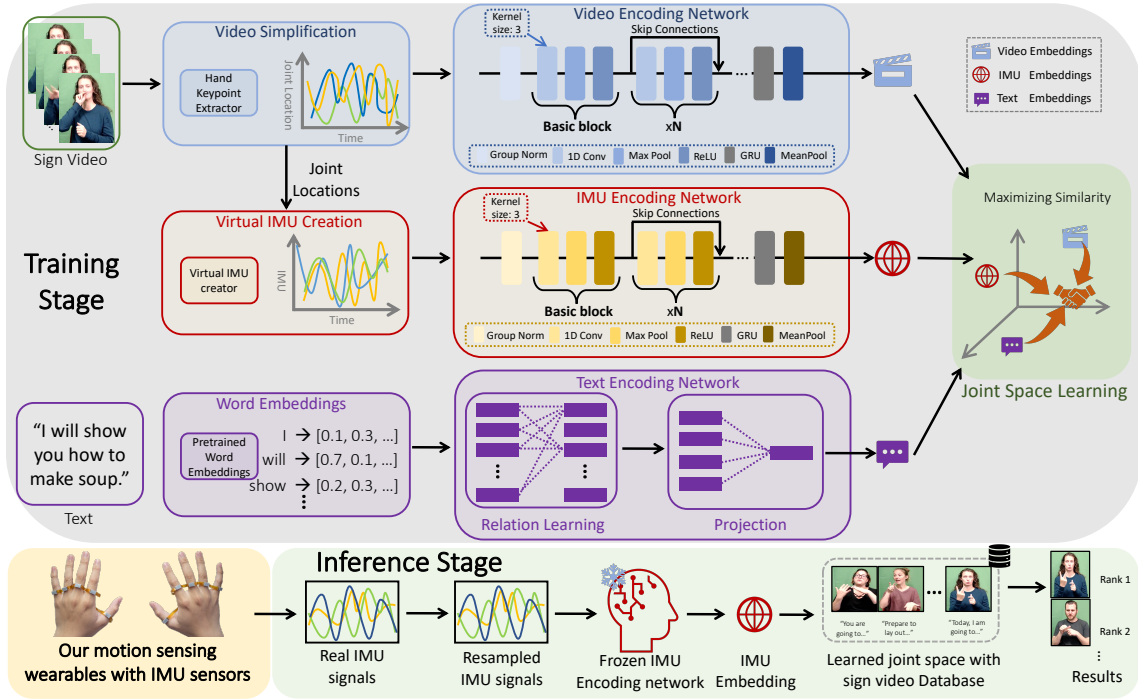 Training
Stage
Sign Video
Video Simplification
Hand
Keypoint
Extractor
Joint
Location
Time
Joint
Locations
Video Encoding Network
Kernel
size: 3
Skip Connections
Basic block
xN
Group Norm
1D Conv
Max Pool
ReLU
GRU
MeanPool
Video Embeddings
IMU Embeddings
Text Embeddings
Virtual IMU Creation
Virtual IMU
creator
IMU
Time
IMU Encoding Network
Kernel
size: 3
Skip Connections
Basic block
xN
Group Norm
1D Conv
Max Pool
ReLU
GRU
MeanPool
Maximizing Similarity
Joint Space Learning
“I will show
you how to
make soup.”
Text
Word Embeddings
Pretrained
Word
Embeddings
I → [0.1, 0.3, …]
will → [0.7, 0.1, …]
show → [0.2, 0.3, …]
Text Encoding Network
Relation Learning
Projection
Our motion sensing
wearables with IMU sensors
Inference Stage
Real IMU
signals
Resampled
IMU signals
Frozen IMU
Encoding network
IMU
Embedding
“You are
going to…”
“Prepare to
lay out…”
“Today, I am
going to…”
Learned joint space with
sign video Database
Rank 1
Rank 2
Results